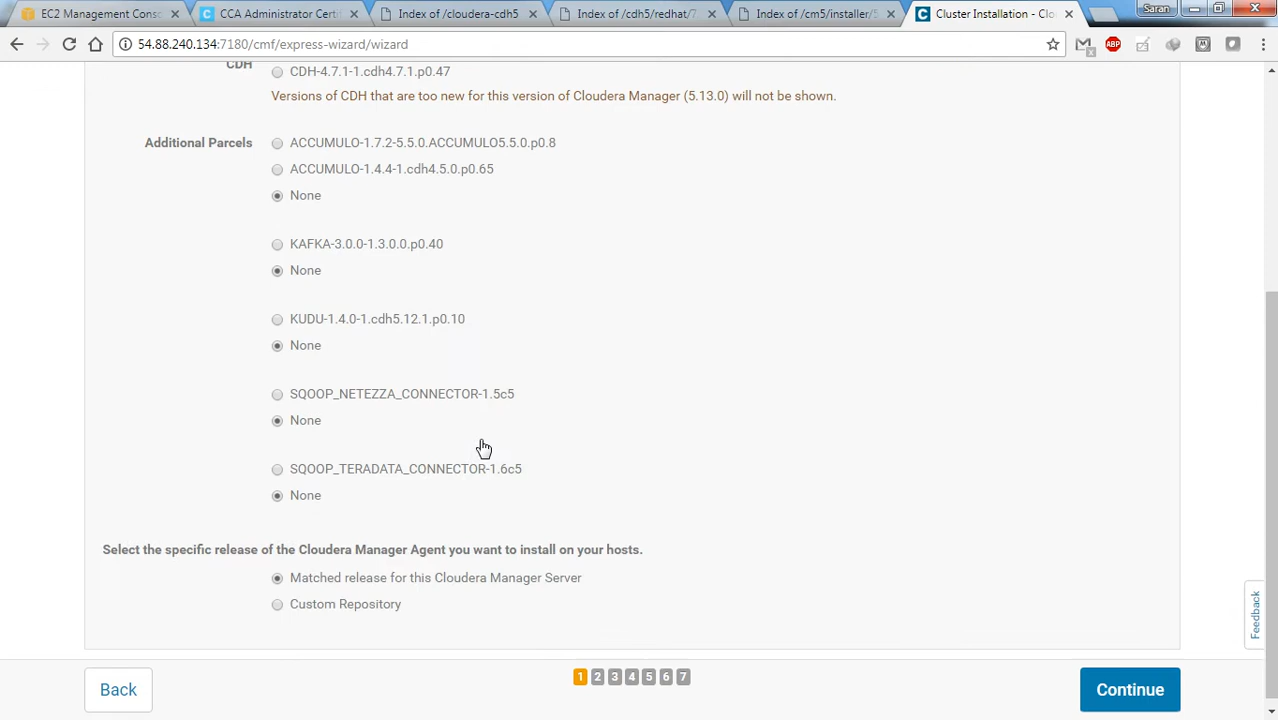 EC2 Management Conso
CCA Administrator Certif
Index of /cloudera-cdh5
Index of /cdh5/redhat/7
Index of /cm5/installer/5
Cluster Installation - Clo
Saran
54.88.240.134:7180/cmf/express-wizard/wizard
ABP
CDH
CDH-4.7.1-1.cdh4.7.1.p0.47
Versions of CDH that are too new for this version of Cloudera Manager (5.13.0) will not be shown.
Additional Parcels
ACCUMULO-1.7.2-5.5.0.ACCUMULO5.5.0.p0.8
ACCUMULO-1.4.4-1.cdh4.5.0.p0.65
None
KAFKA-3.0.0-1.3.0.0.p0.40
None
KUDU-1.4.0-1.cdh5.12.1.p0.10
None
SQOOP_NETEZZA_CONNECTOR-1.5c5
None
SQOOP_TERADATA_CONNECTOR-1.6c5
None
Select the specific release of the Cloudera Manager Agent you want to install on your hosts.
Matched release for this Cloudera Manager Server
Custom Repository
Feedback
Back
1 2 3 4 5 6 7
Continue